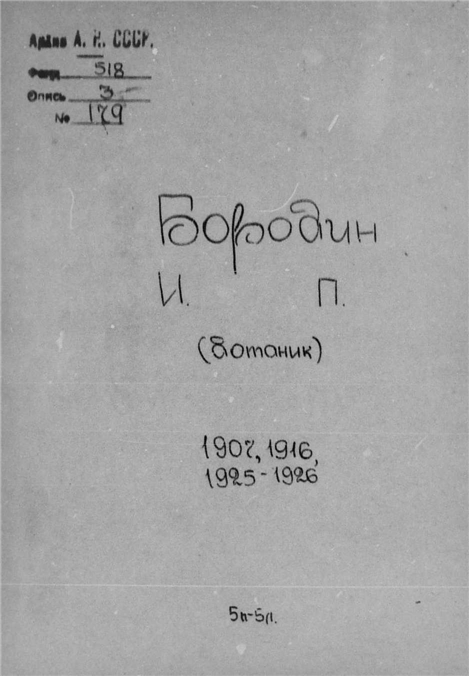 Архив А. Н. СССР.
Фонд 518
Опись 3
№ 179
Бородин
И. П.
(ботаник)
1907, 1916,
1925-1926
5п-5л.